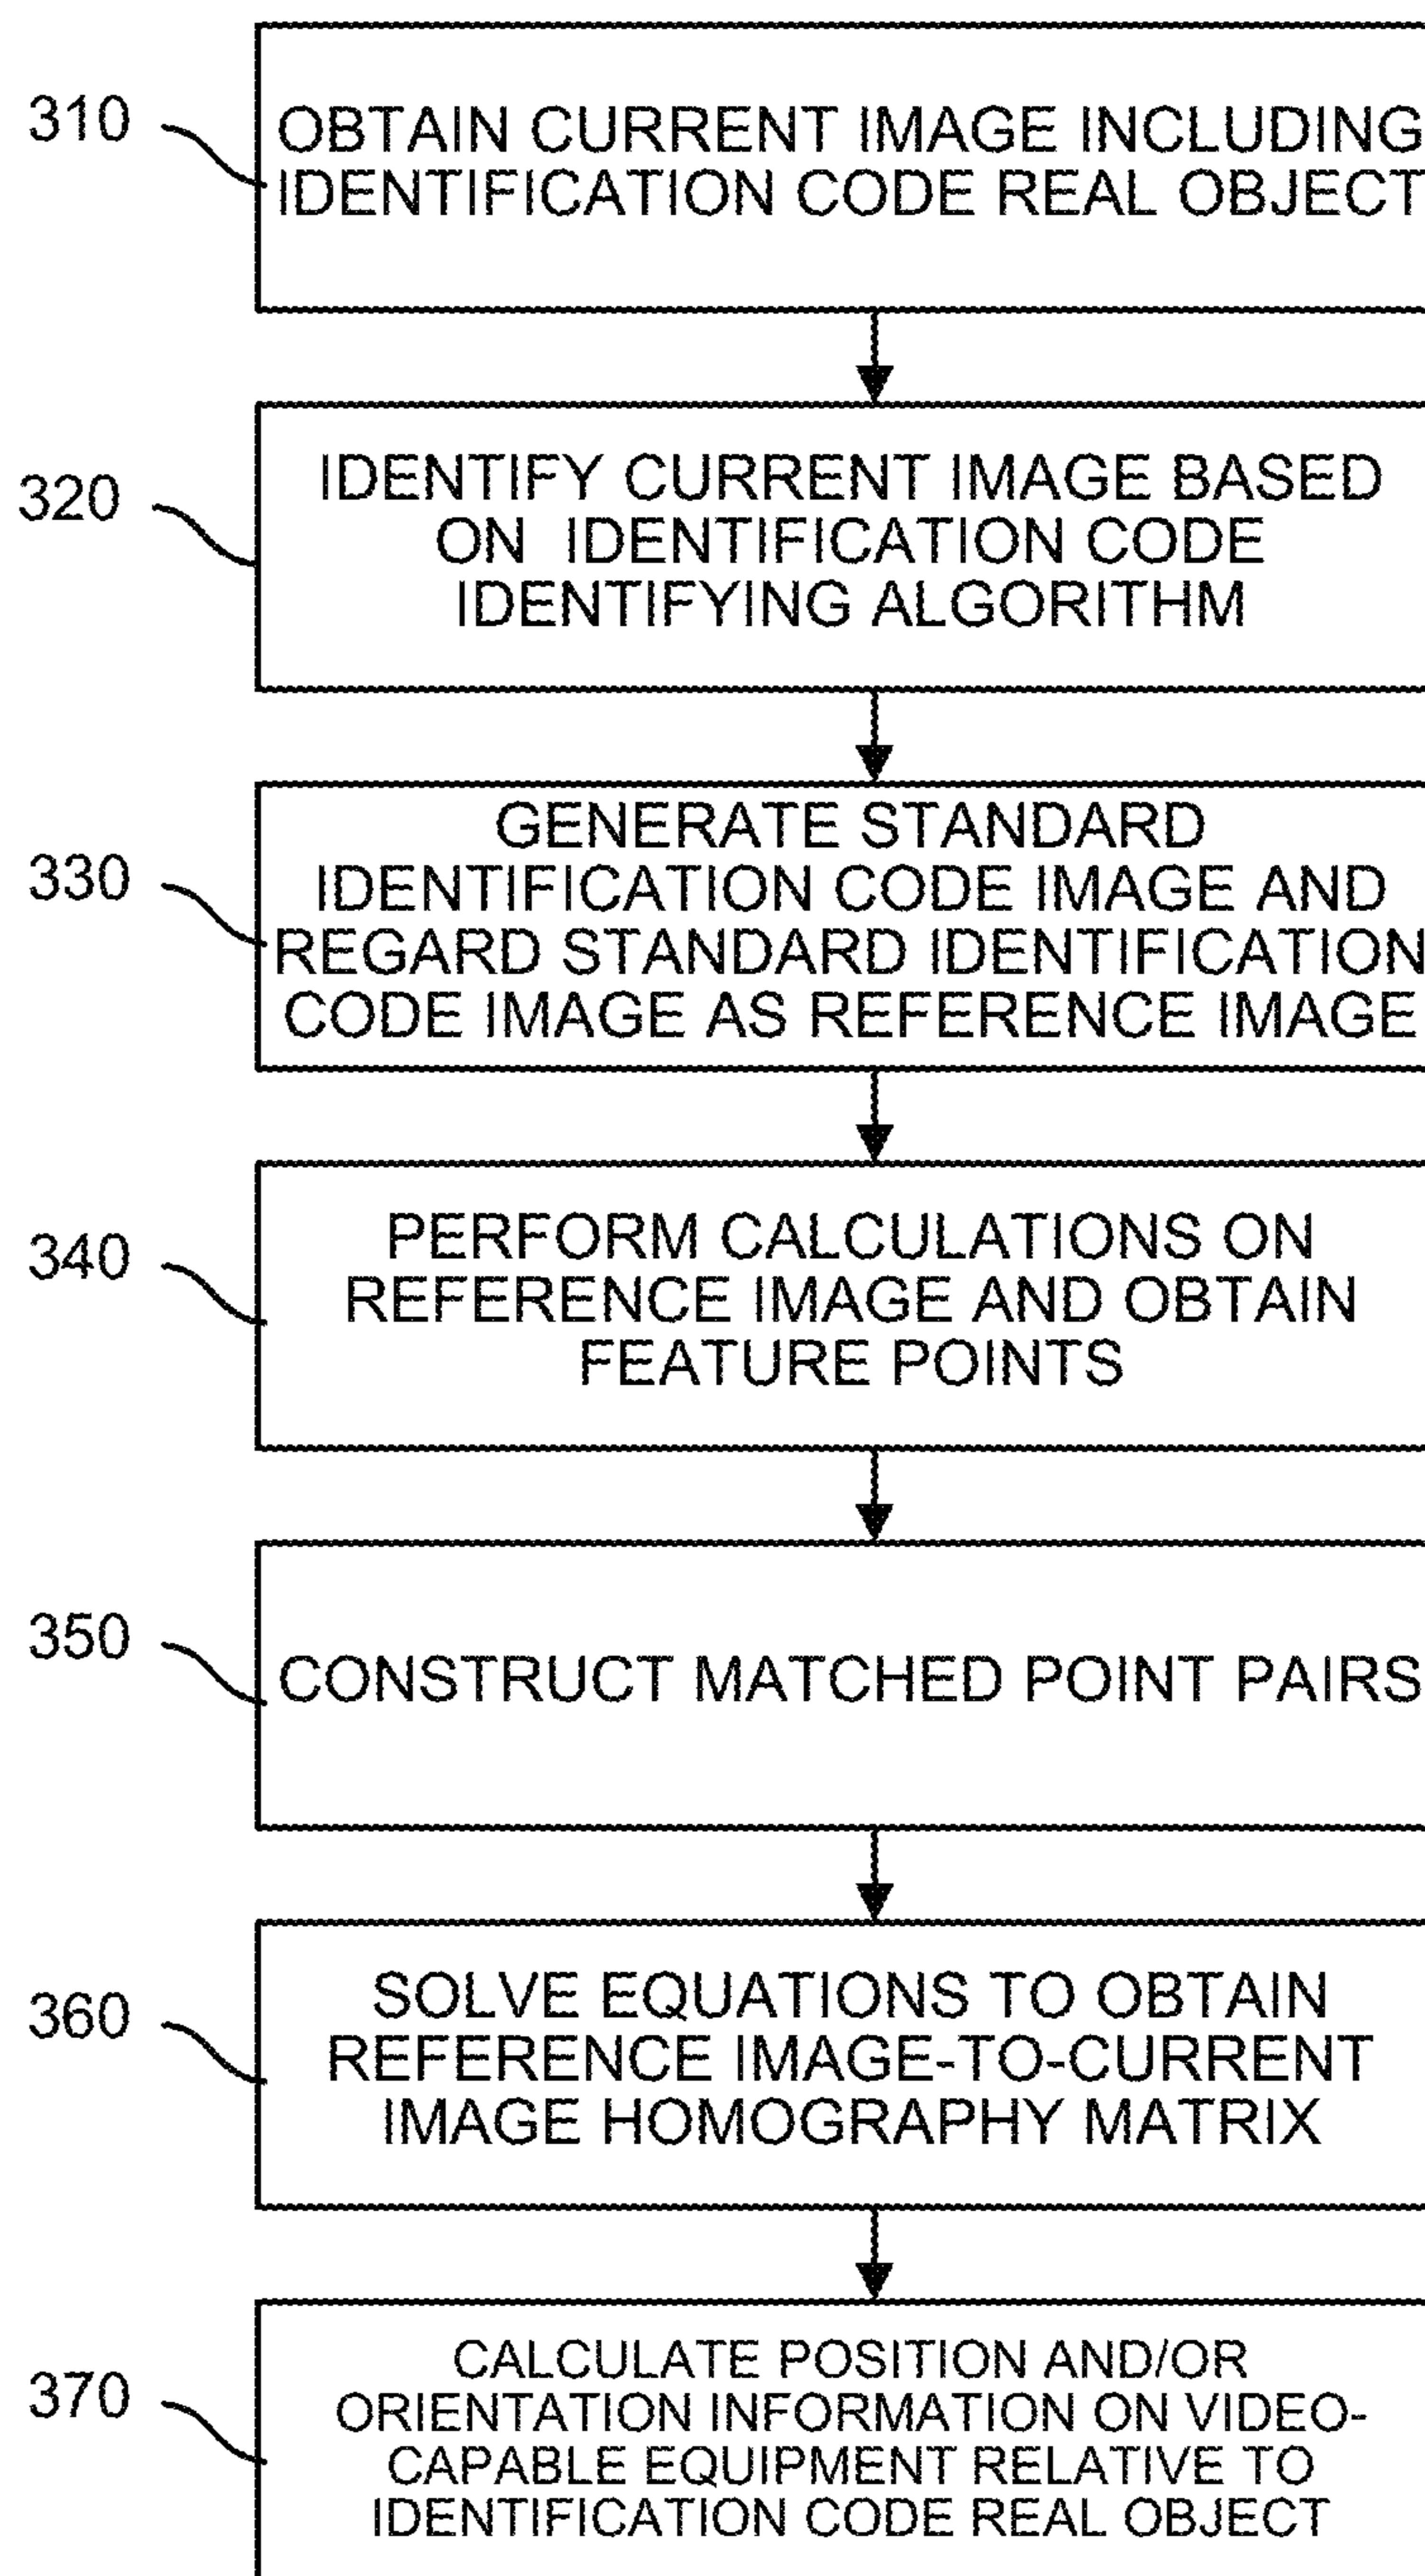 310
OBTAIN CURRENT IMAGE INCLUDING
IDENTIFICATION CODE REAL OBJECT
320
IDENTIFY CURRENT IMAGE BASED
ON IDENTIFICATION CODE
IDENTIFYING ALGORITHM
330
GENERATE STANDARD
IDENTIFICATION CODE IMAGE AND
REGARD STANDARD IDENTIFICATION
CODE IMAGE AS REFERENCE IMAGE
340
PERFORM CALCULATIONS ON
REFERENCE IMAGE AND OBTAIN
FEATURE POINTS
350
CONSTRUCT MATCHED POINT PAIRS
360
SOLVE EQUATIONS TO OBTAIN
REFERENCE IMAGE-TO-CURRENT
IMAGE HOMOGRAPHY MATRIX
370
CALCULATE POSITION AND/OR
ORIENTATION INFORMATION ON VIDEO-
CAPABLE EQUIPMENT RELATIVE TO
IDENTIFICATION CODE REAL OBJECT